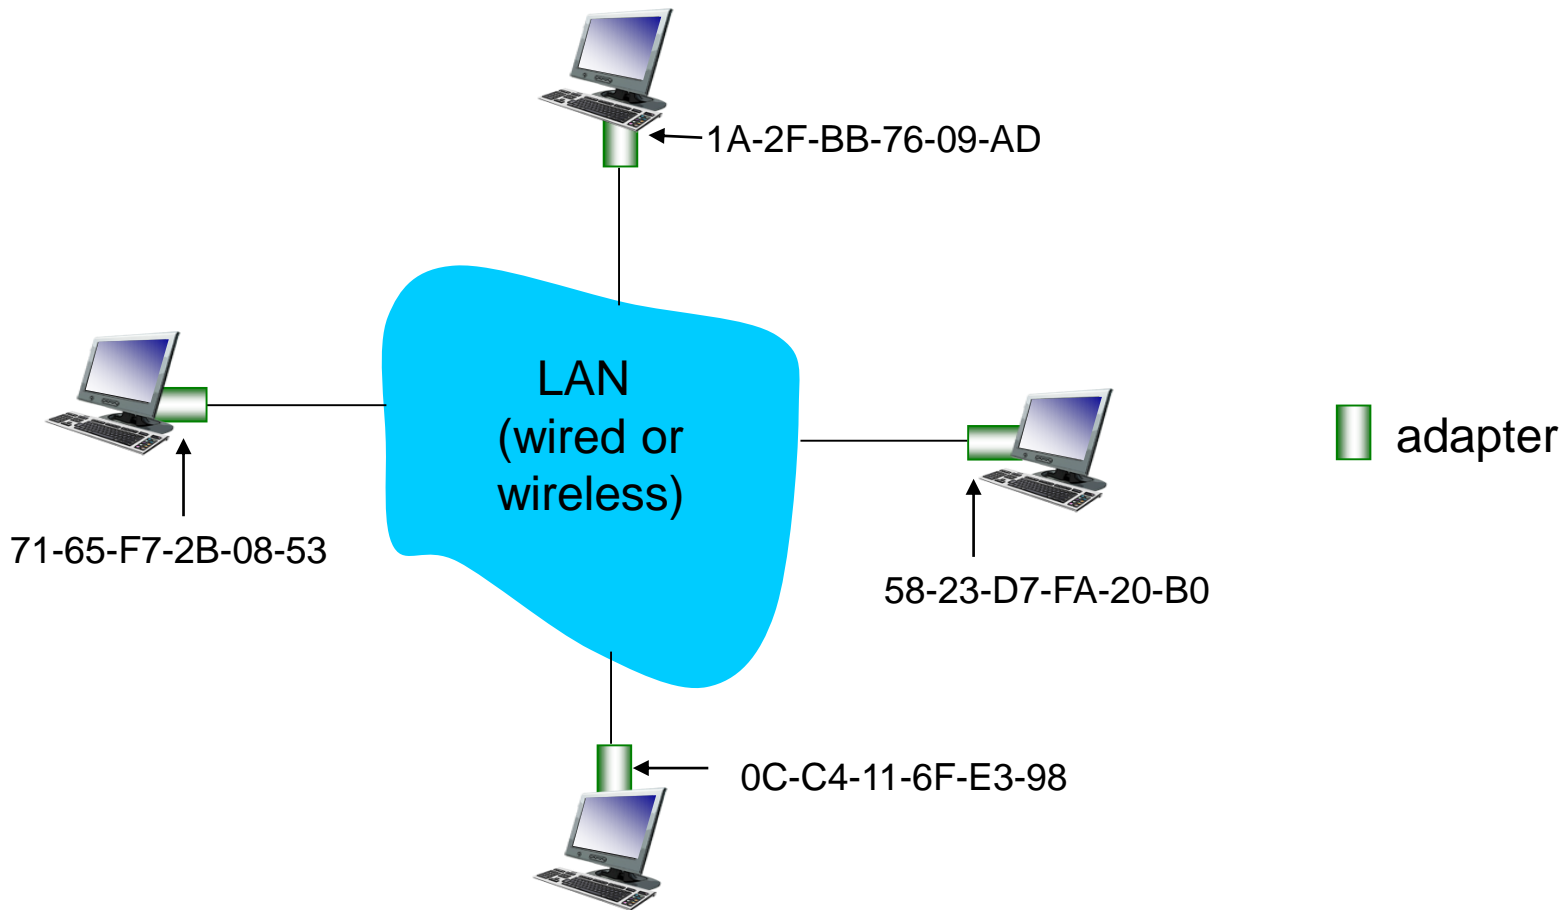 1A-2F-BB-76-09-AD
LAN
(wired or
wireless)
adapter
71-65-F7-2B-08-53
58-23-D7-FA-20-B0
0C-C4-11-6F-E3-98